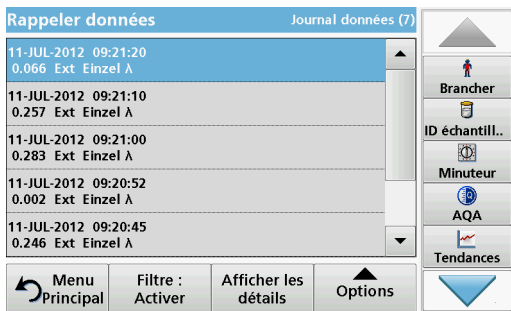 Rappeler données
Journal données (7)
11-JUL-2012 09:21:20
0.066 Ext Einzel λ
11-JUL-2012 09:21:10
0.257 Ext Einzel λ
11-JUL-2012 09:21:00
0.283 Ext Einzel λ
11-JUL-2012 09:20:52
0.002 Ext Einzel λ
11-JUL-2012 09:20:45
0.246 Ext Einzel λ
Brancher
ID échantill..
Minuteur
AQA
Tendances
Menu
Principal
Filtre :
Activer
Afficher les
détails
Options